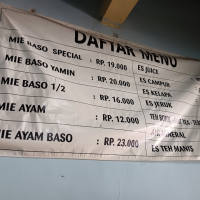 DAFTAR MENU
MIE BASO SPECIAL : RP. 19.000
MIE BASO YAMIN : RP. 20.000
MIE BASO 1/2 : RP. 16.000
MIE AYAM : RP. 12.000
MIE AYAM BASO : RP. 23.000
ES JUICE
ES CAMPUR
ES KELAPA
ES JERUK
TEH
ES TEH MANIS